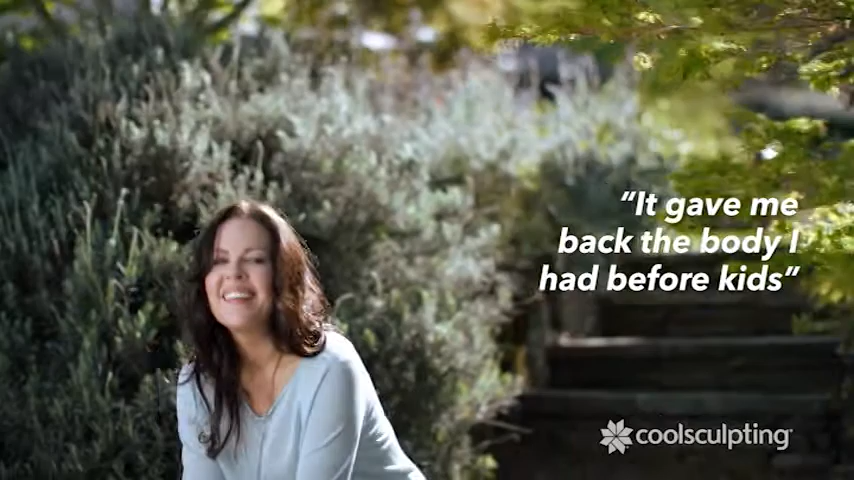 "It gave me
back the body I
had before kids"
coolsculpting